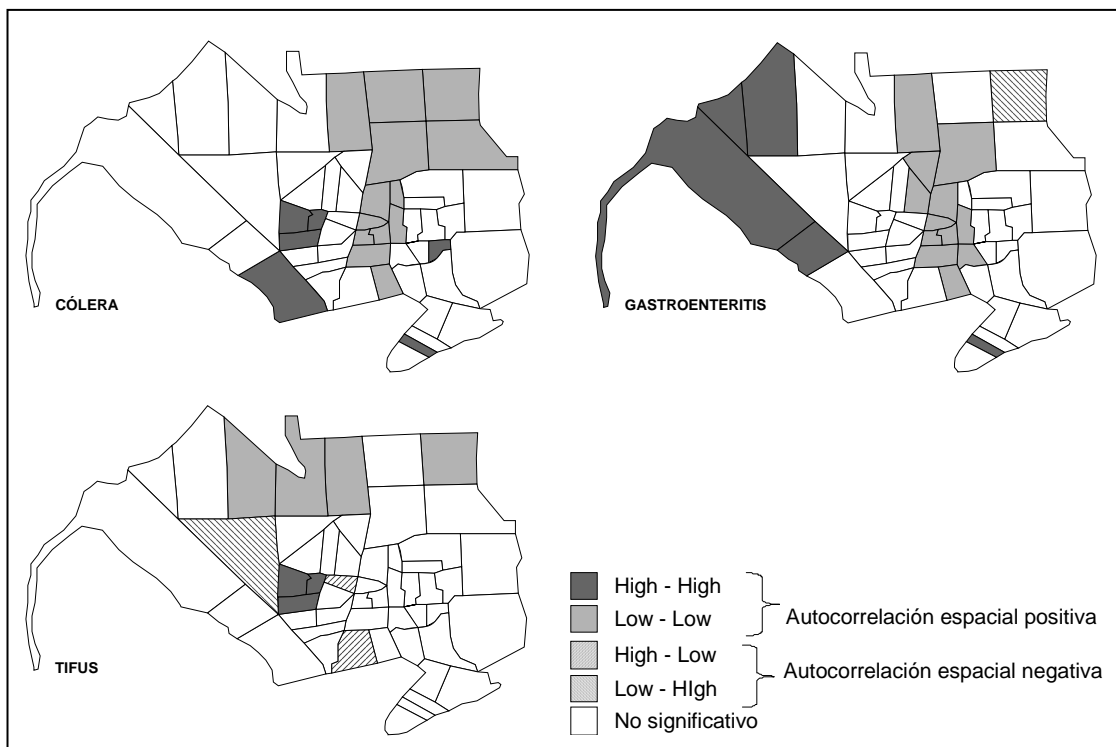 CÓLERA
GASTROENTERITIS
TIFUS
High - High
Low - Low
Autocorrelación espacial positiva
High - Low
Low - HIgh
Autocorrelación espacial negativa
No significativo